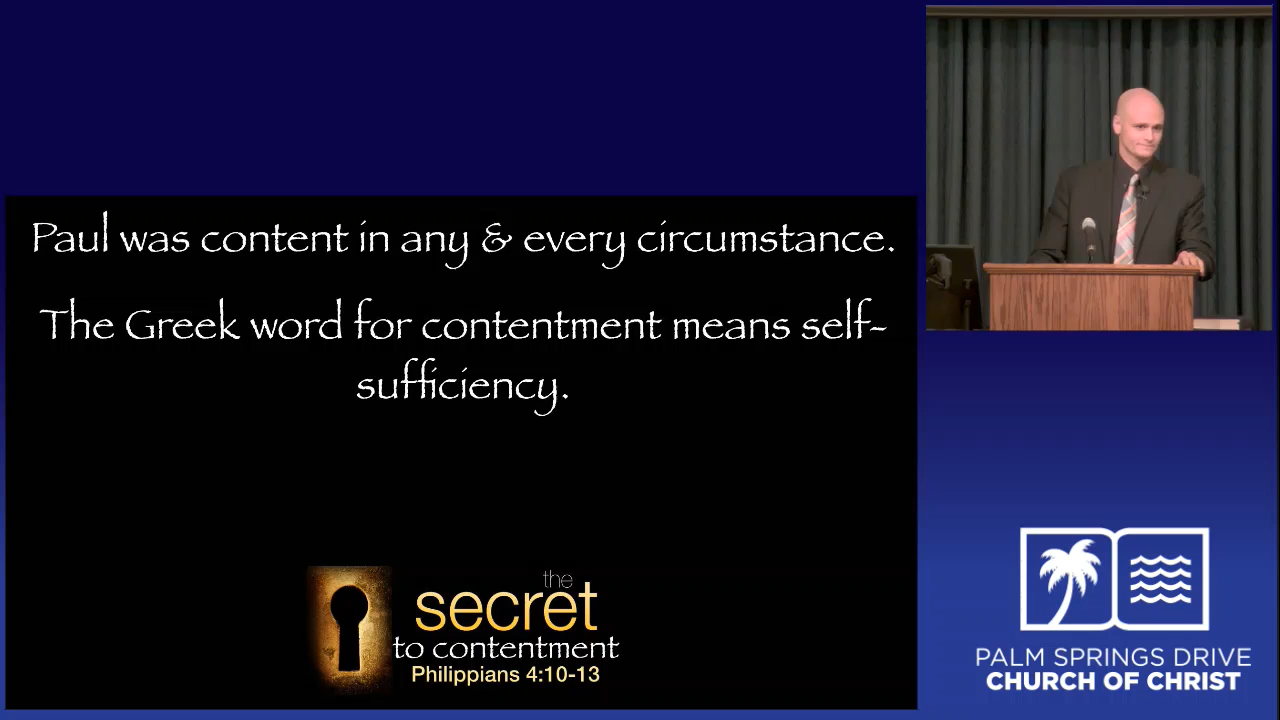 Paul was content in any & every circumstance.
The Greek word for contentment means self-
sufficiency.
the
secret
to contentment
Philippians 4:10-13
PALM SPRINGS DRIVE
CHURCH OF CHRIST